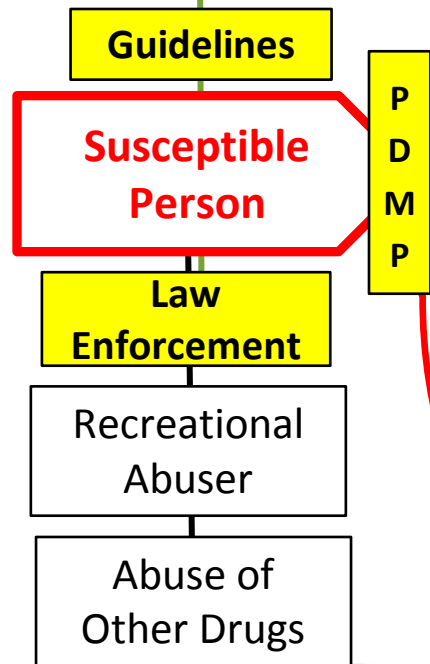 Guidelines
Susceptible
Person
P
D
M
P
Law
Enforcement
Recreational
Abuser
Abuse of
Other Drugs